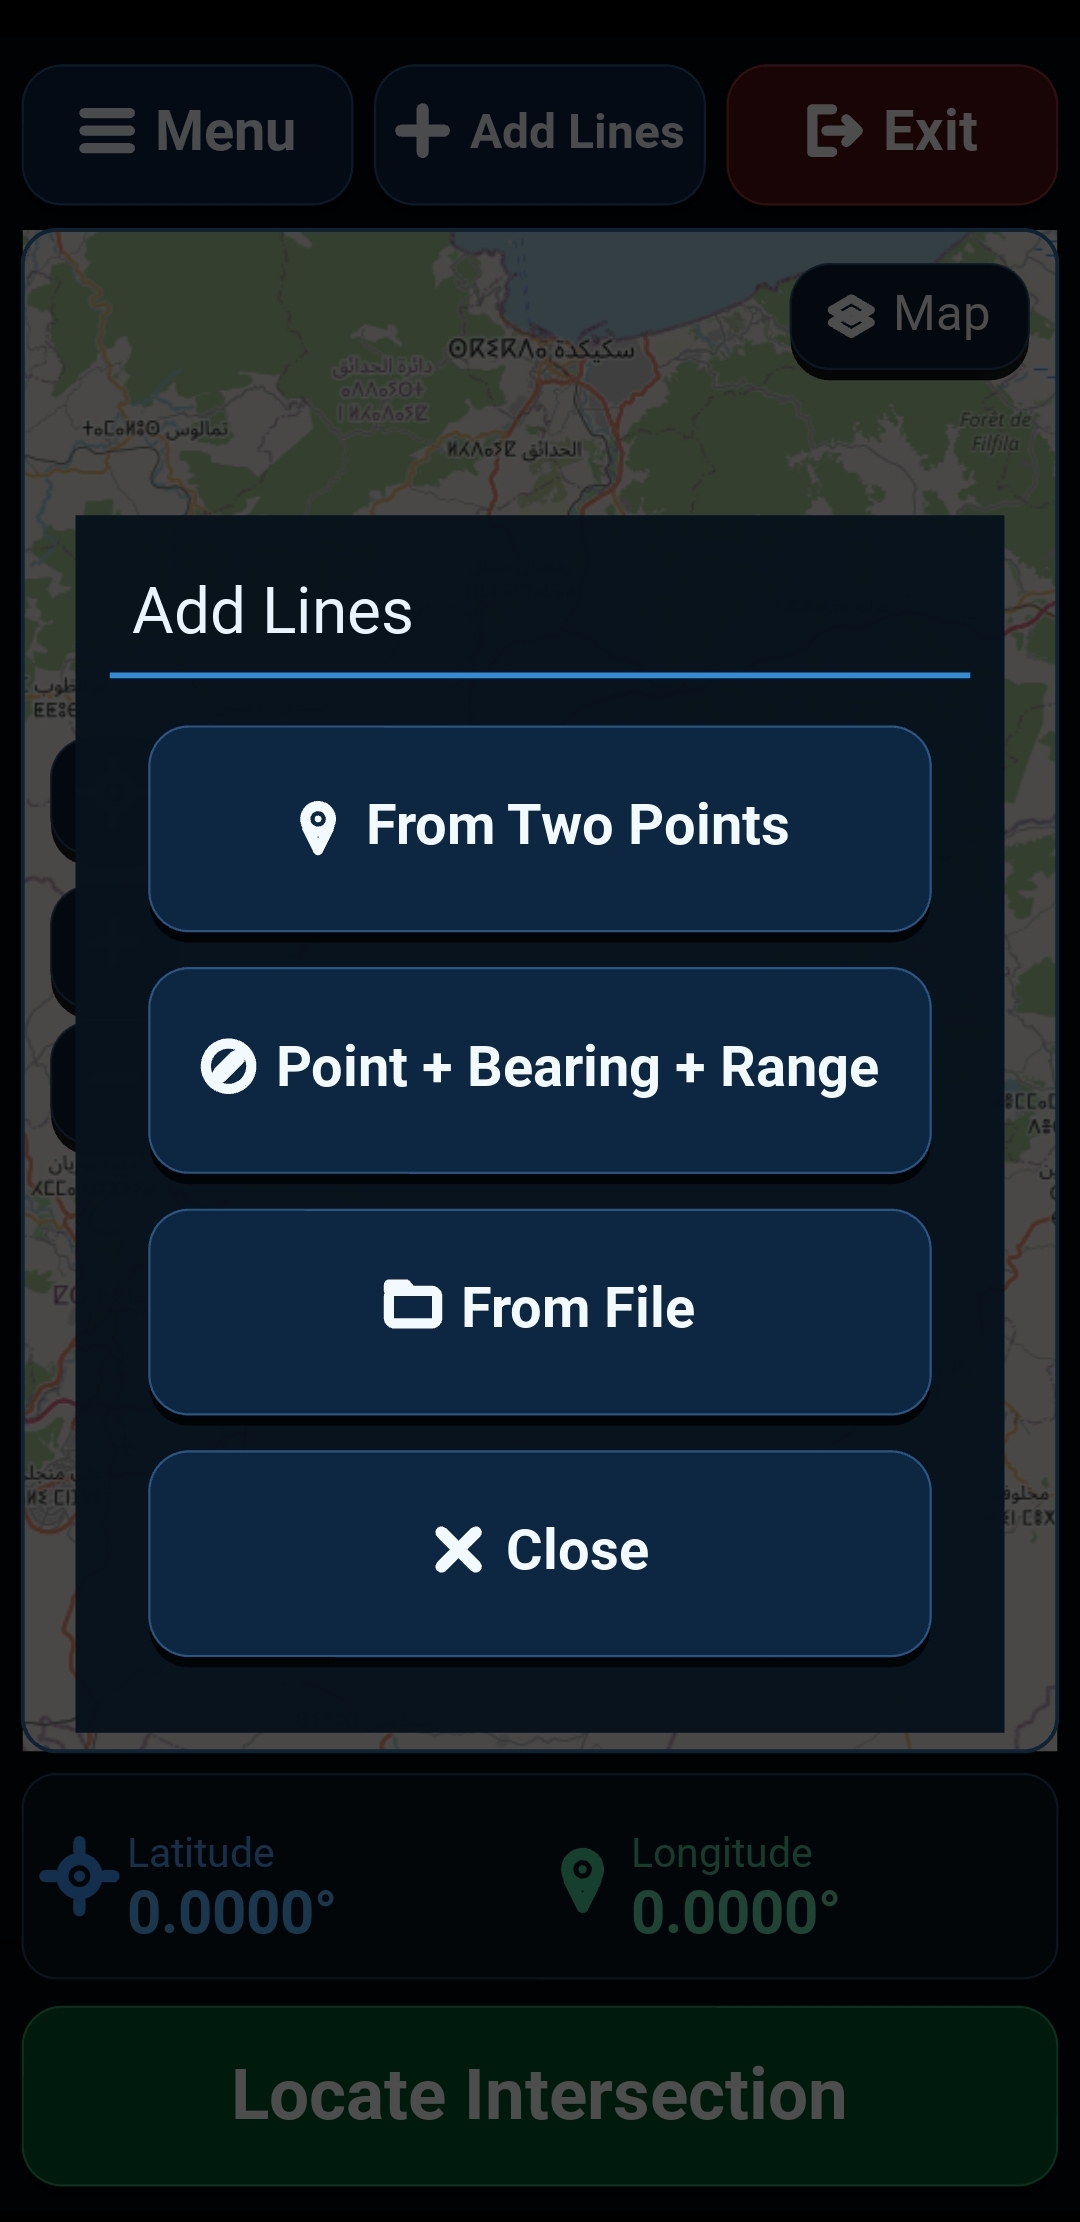 Menu
Add Lines
Exit
Map
ⵙⴽⵉⴽⴷⴰ سكيكدة
دائرة الحدائق
تمالوس
الحدائق
Forêt de
Filfila
Add Lines
From Two Points
Point + Bearing + Range
From File
Close
Latitude
0.0000°
Longitude
0.0000°
Locate Intersection